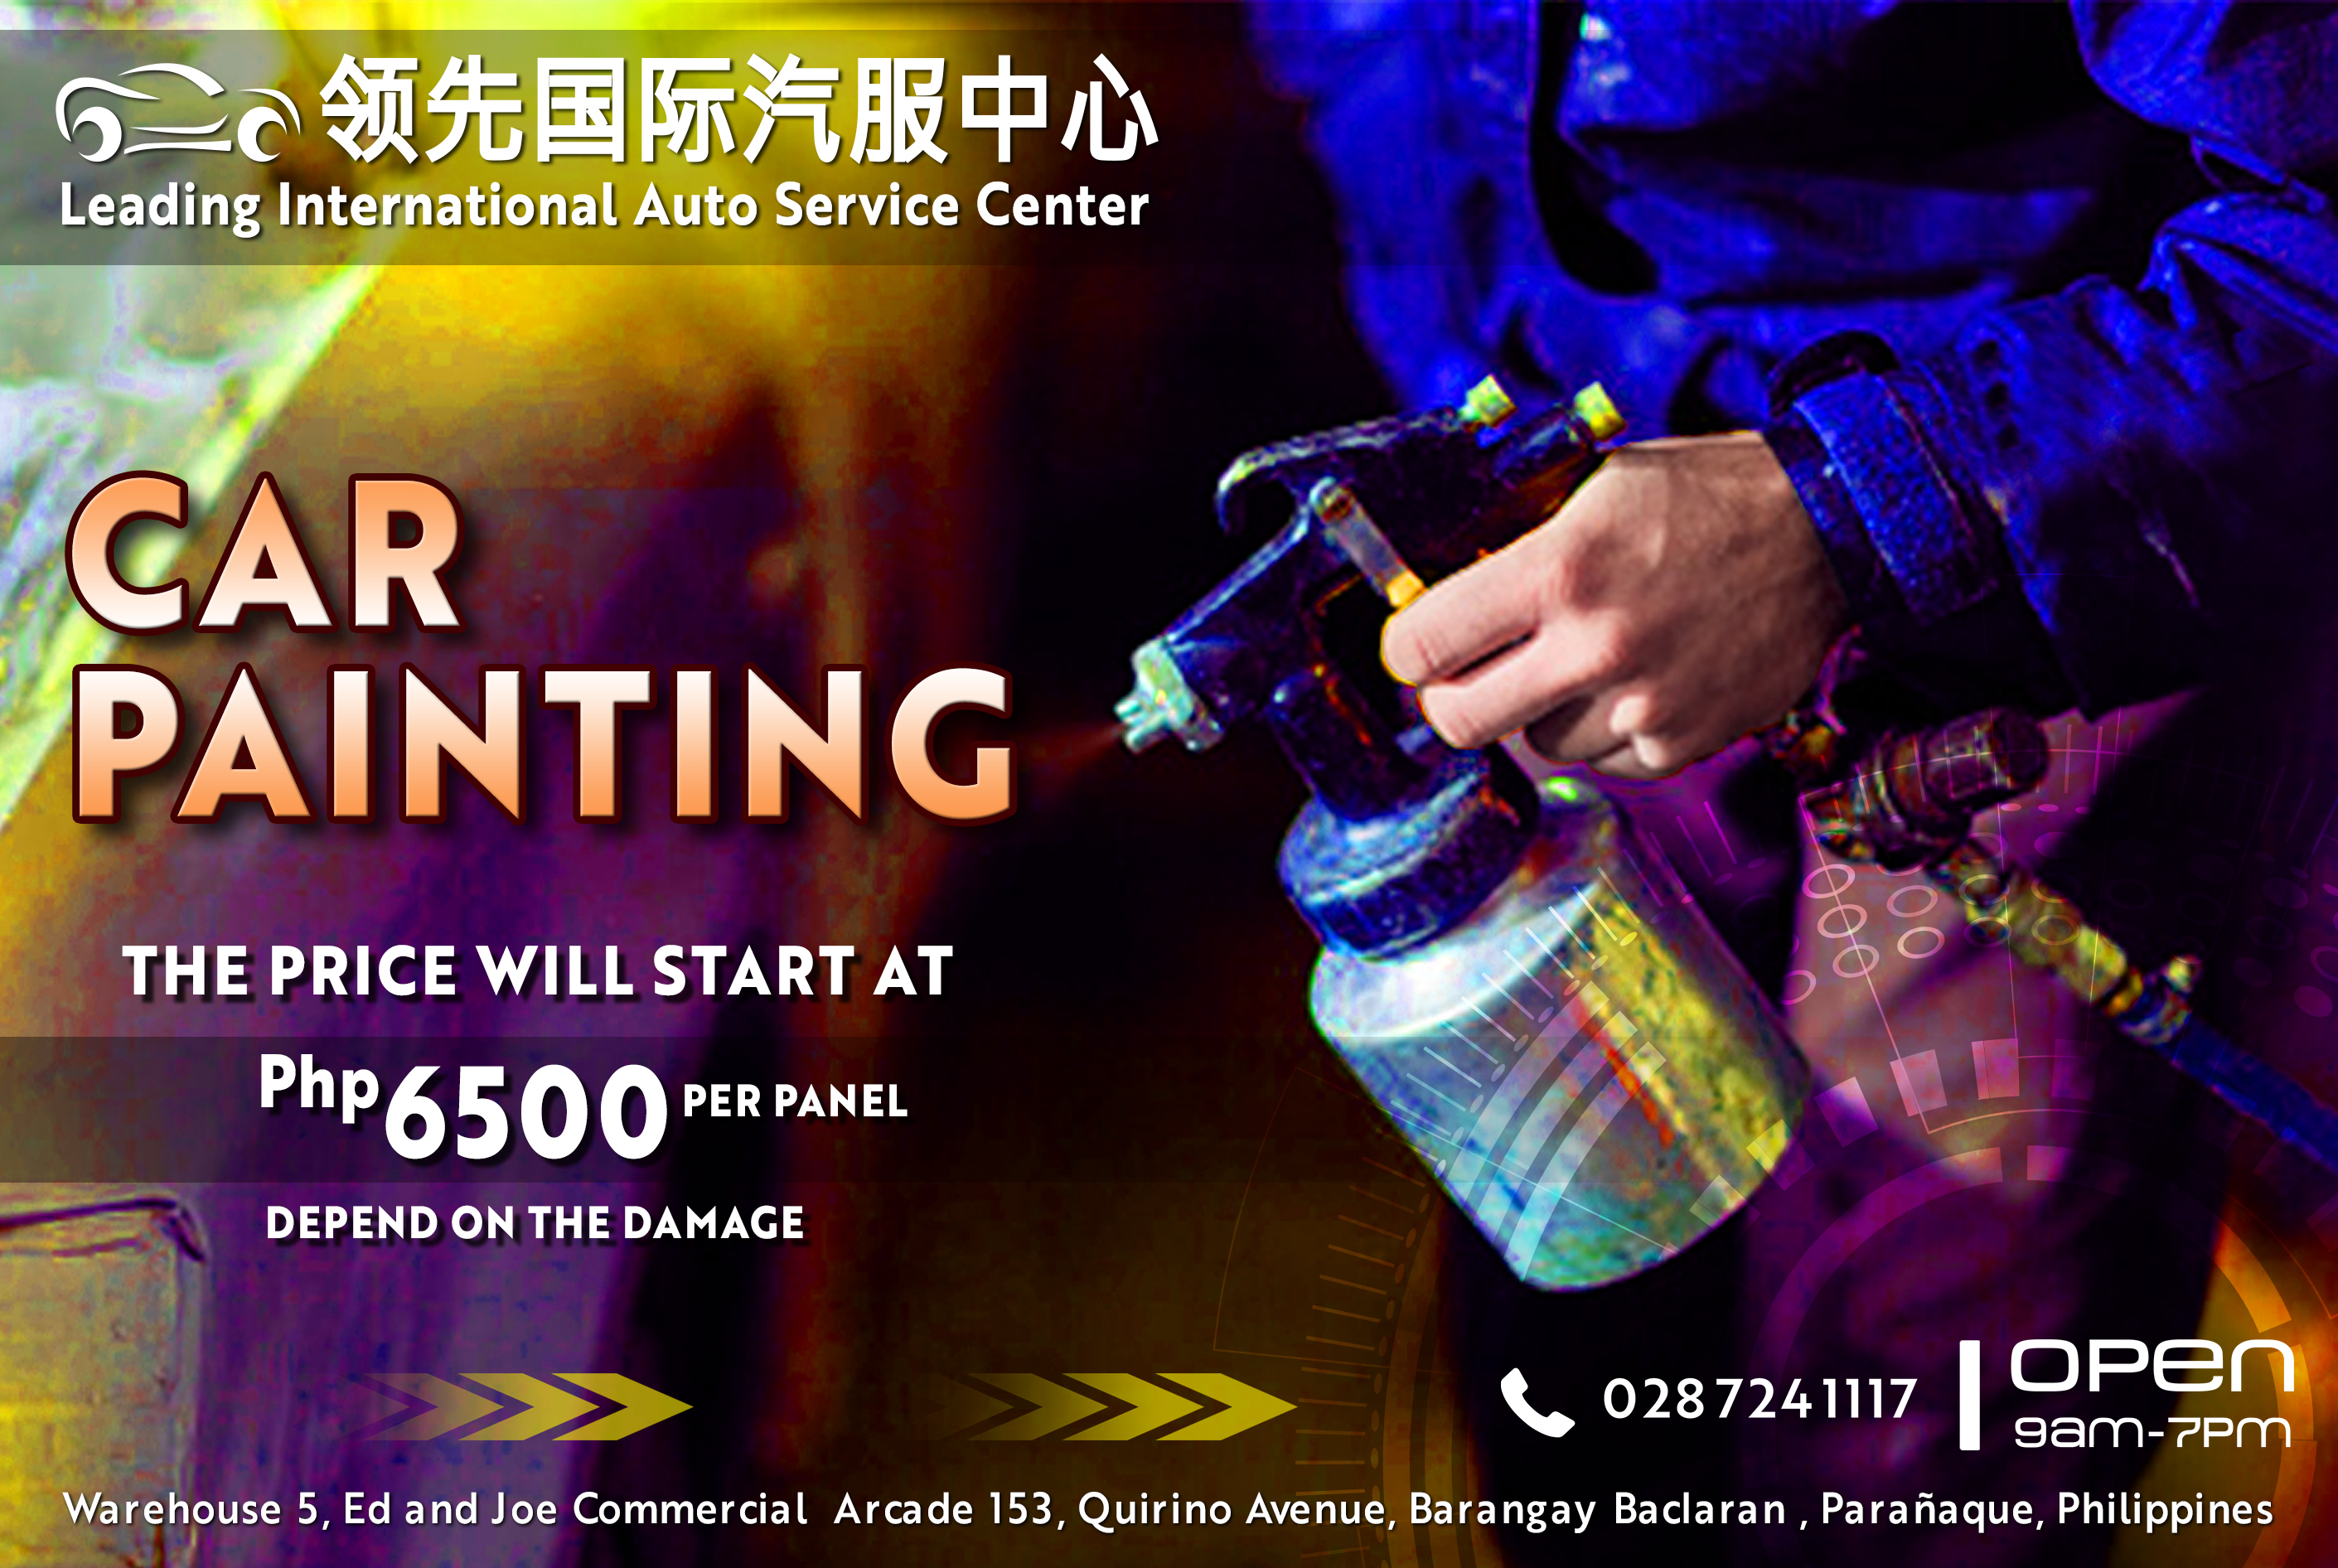 领先国际汽服中心
Leading International Auto Service Center
CAR
PAINTING
THE PRICE WILL START AT
Php6500 PER PANEL
DEPEND ON THE DAMAGE
028 7241117
OPEN
9am-7PM
Warehouse 5, Ed and Joe Commercial Arcade 153, Quirino Avenue, Barangay Baclaran , Parañaque, Philippines